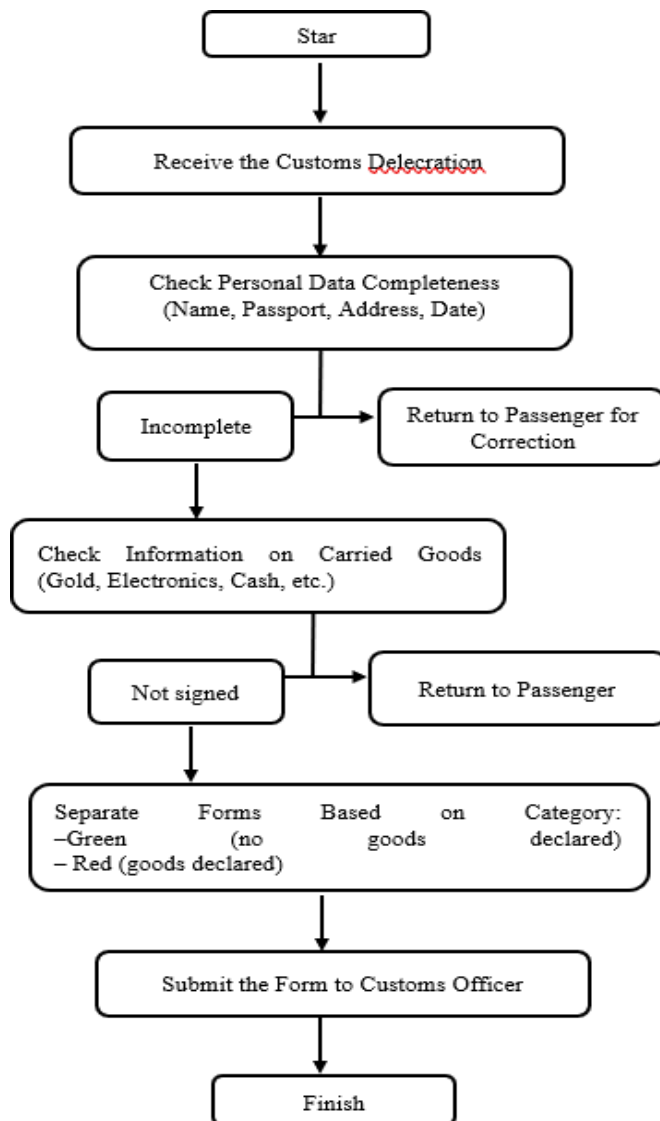 Star
Receive the Customs Delecration
Check Personal Data Completeness
(Name, Passport, Address, Date)
Incomplete
Return to Passenger for
Correction
Check Information on Carried Goods
(Gold, Electronics, Cash, etc.)
Not signed
Return to Passenger
Separate Forms Based on Category:
–Green (no goods declared)
– Red (goods declared)
Submit the Form to Customs Officer
Finish